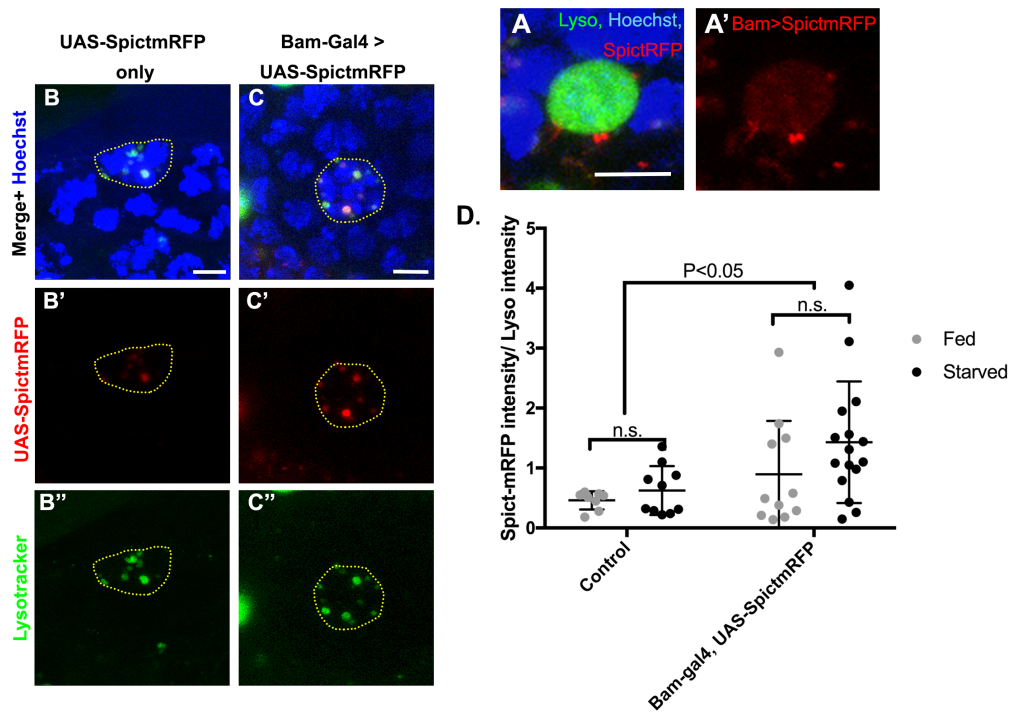 UAS-SpictmRFP
only
Bam-Gal4 >
UAS-SpictmRFP
B
C
Merge+ Hoechst
B'
C'
UAS-SpictmRFP
B''
C''
Lysotracker
A
Lyso, Hoechst,
SpictRFP
A'
Bam>SpictmRFP
D.
Spict-mRFP intensity/ Lyso intensity
5
4
3
2
1
0
P<0.05
n.s.
n.s.
Fed
Starved
Control
Bam-gal4, UAS-SpictmRFP